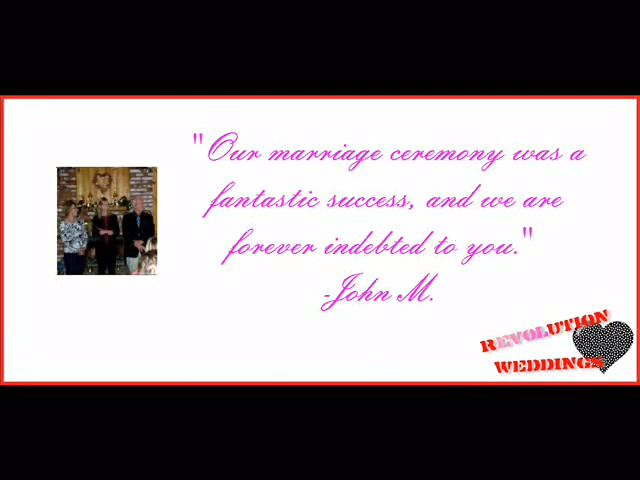 "Our marriage ceremony was a
fantastic success, and we are
forever indebted to you."
-John M.
REVOLUTION
WEDDINGS